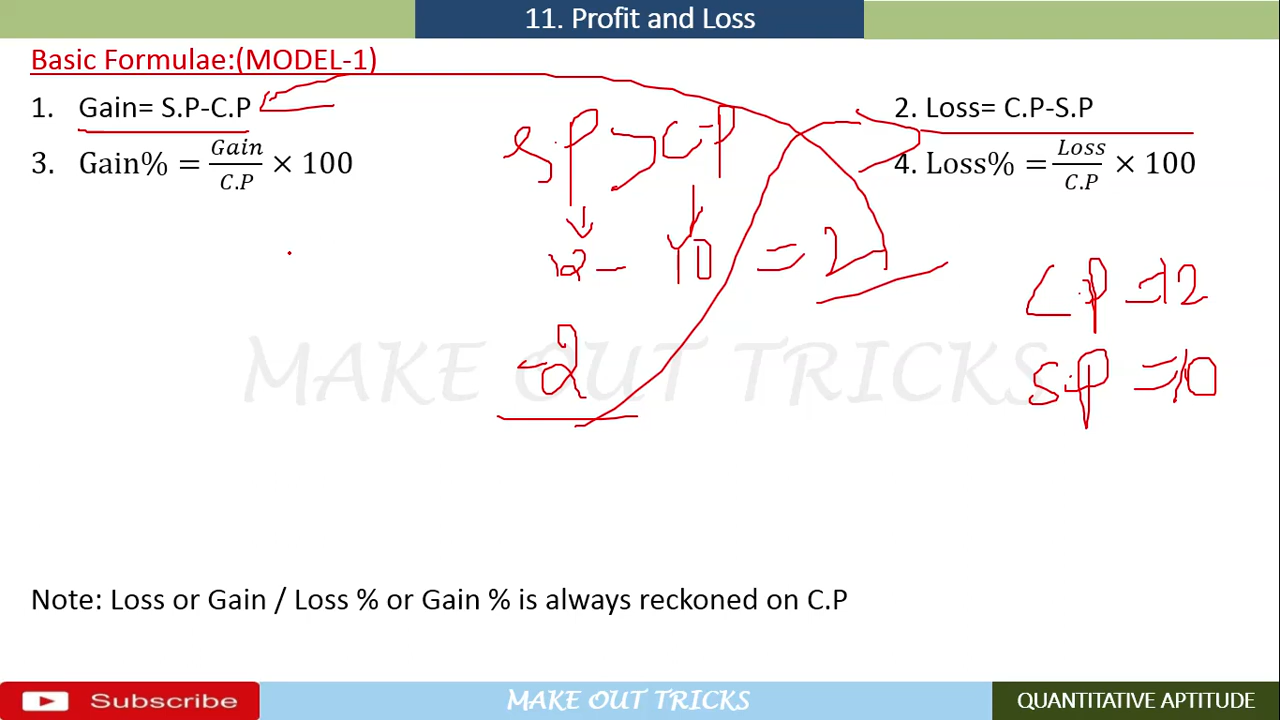 11. Profit and Loss
Basic Formulae:(MODEL-1)
1. Gain= S.P-C.P
2. Loss= C.P-S.P
3. Gain% = Gain/C.P × 100
4. Loss% = Loss/C.P × 100
S.P > C-P
12 - 10 = 2
C.P = 12
-2
S.P = 10
MAKE OUT TRICKS
Note: Loss or Gain / Loss % or Gain % is always reckoned on C.P
Subscribe
MAKE OUT TRICKS
QUANTITATIVE APTITUDE